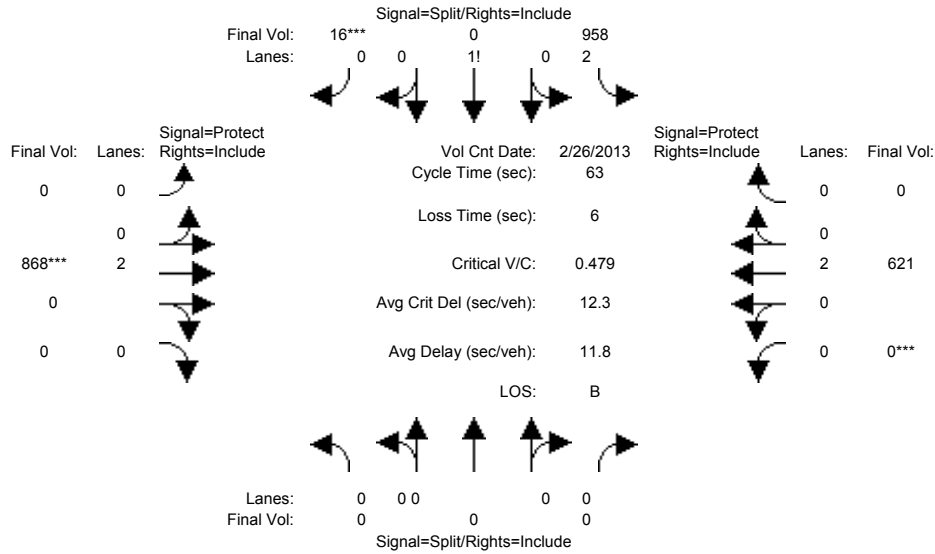 Signal=Split/Rights=Include
Final Vol: 16*** 0 958
Lanes: 0 0 1! 0 2
Signal=Protect Signal=Protect
Final Vol: Lanes: Rights=Include Vol Cnt Date: 2/26/2013 Rights=Include Lanes: Final Vol:
Cycle Time (sec): 63
0 0 0 0
Loss Time (sec): 6
0 0
868*** 2 Critical V/C: 0.479 2 621
0 Avg Crit Del (sec/veh): 12.3 0
0 0 Avg Delay (sec/veh): 11.8 0 0***
LOS: B
Lanes: 0 0 0 0 0
Final Vol: 0 0 0
Signal=Split/Rights=Include